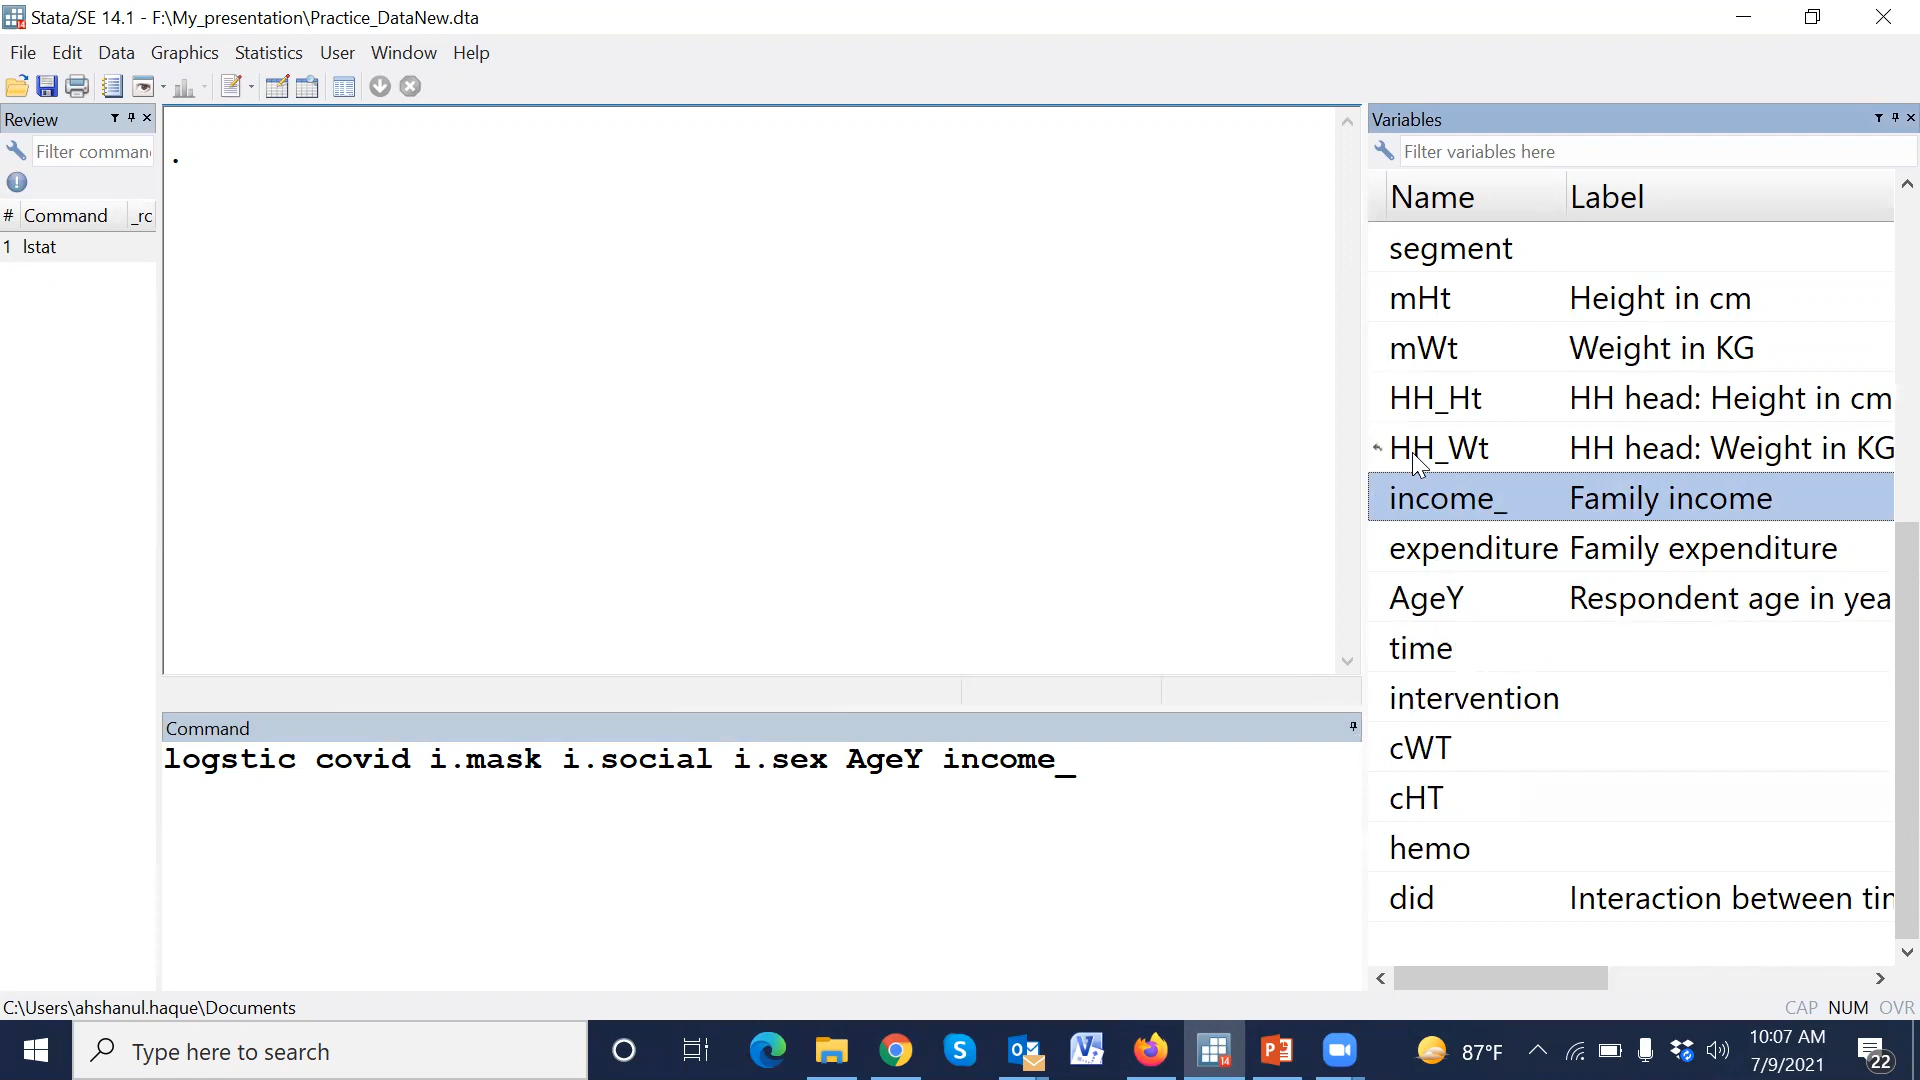 Stata/SE 14.1 - F:\My_presentation\Practice_DataNew.dta
File Edit Data Graphics Statistics User Window Help
Review
Filter comman
# Command _rc
1 lstat
.
Variables
Filter variables here
Name Label
segment
mHt Height in cm
mWt Weight in KG
HH_Ht HH head: Height in cm
HH_Wt HH head: Weight in KG
income_ Family income
expenditure Family expenditure
AgeY Respondent age in yea
time
intervention
cWT
cHT
hemo
did Interaction between tin
Command
logstic covid i.mask i.social i.sex AgeY income_
C:\Users\ahshanul.haque\Documents
CAP NUM OVR
Type here to search
87°F
10:07 AM
7/9/2021
22